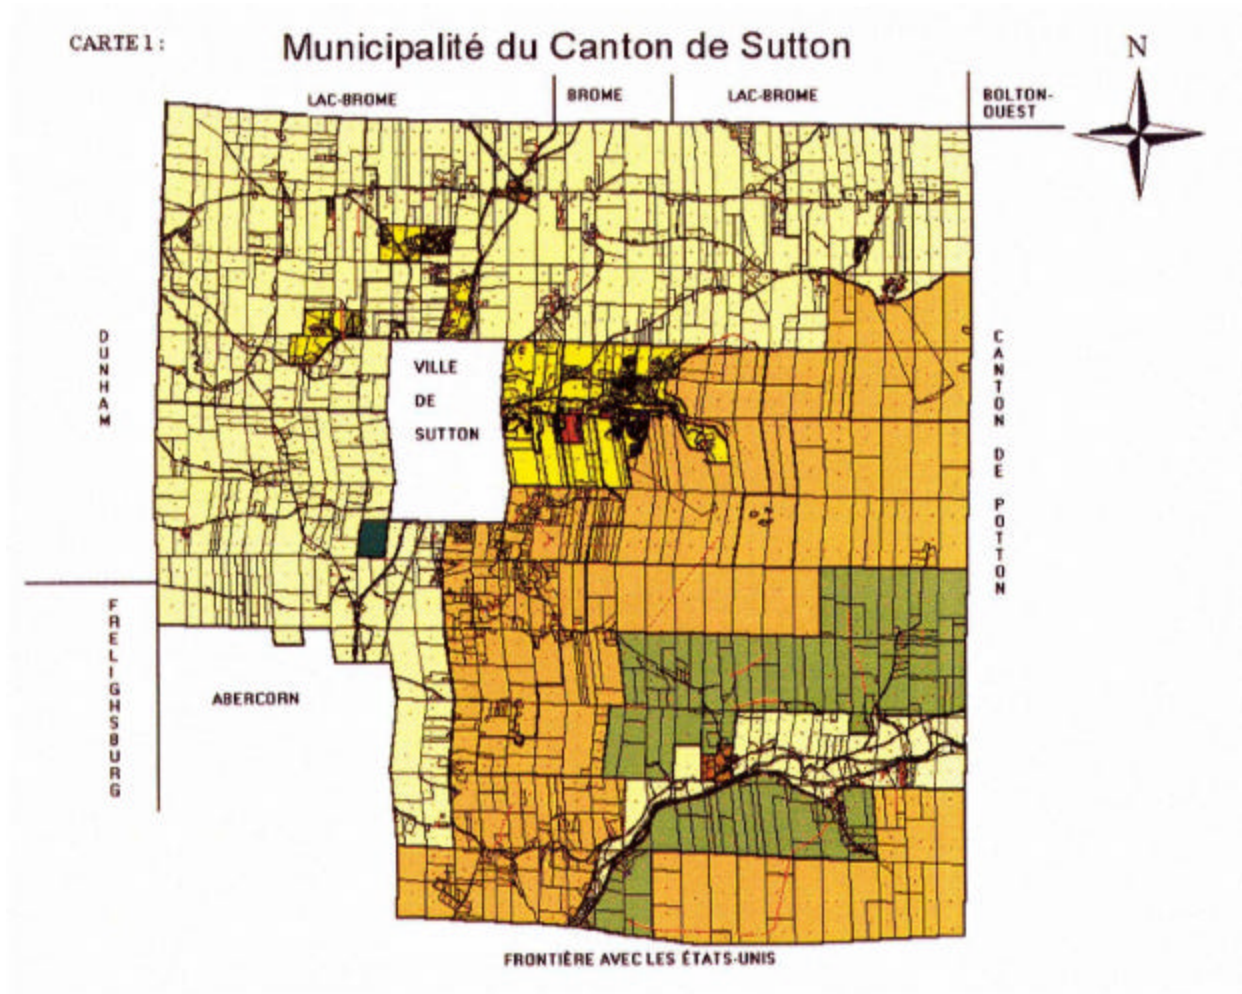 CARTE 1 :
Municipalité du Canton de Sutton
N
LAC-BROME
BROME
LAC-BROME
BOLTON-
OUEST
DUNHAM
VILLE
DE
SUTTON
CANTON DE POTTON
FRELIGHSBURG
ABERCORN
FRONTIÈRE AVEC LES ÉTATS-UNIS